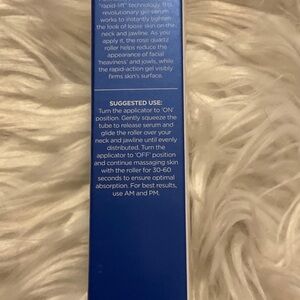 "rapid-lift" technology, this
revolutionary gel-serum
works to instantly tighten
the look of loose skin on the
neck and jawline. As you
apply it, the rose quartz
roller helps reduce the
appearance of facial
'heaviness' and jowls, while
the rapid-action gel visibly
firms skin's surface.
SUGGESTED USE:
Turn the applicator to 'ON'
position. Gently squeeze the
tube to release serum and
glide the roller over your
neck and jawline until evenly
distributed. Turn the
applicator to 'OFF' position
and continue massaging skin
with the roller for 30-60
seconds to ensure optimal
absorption. For best results,
use AM and PM.